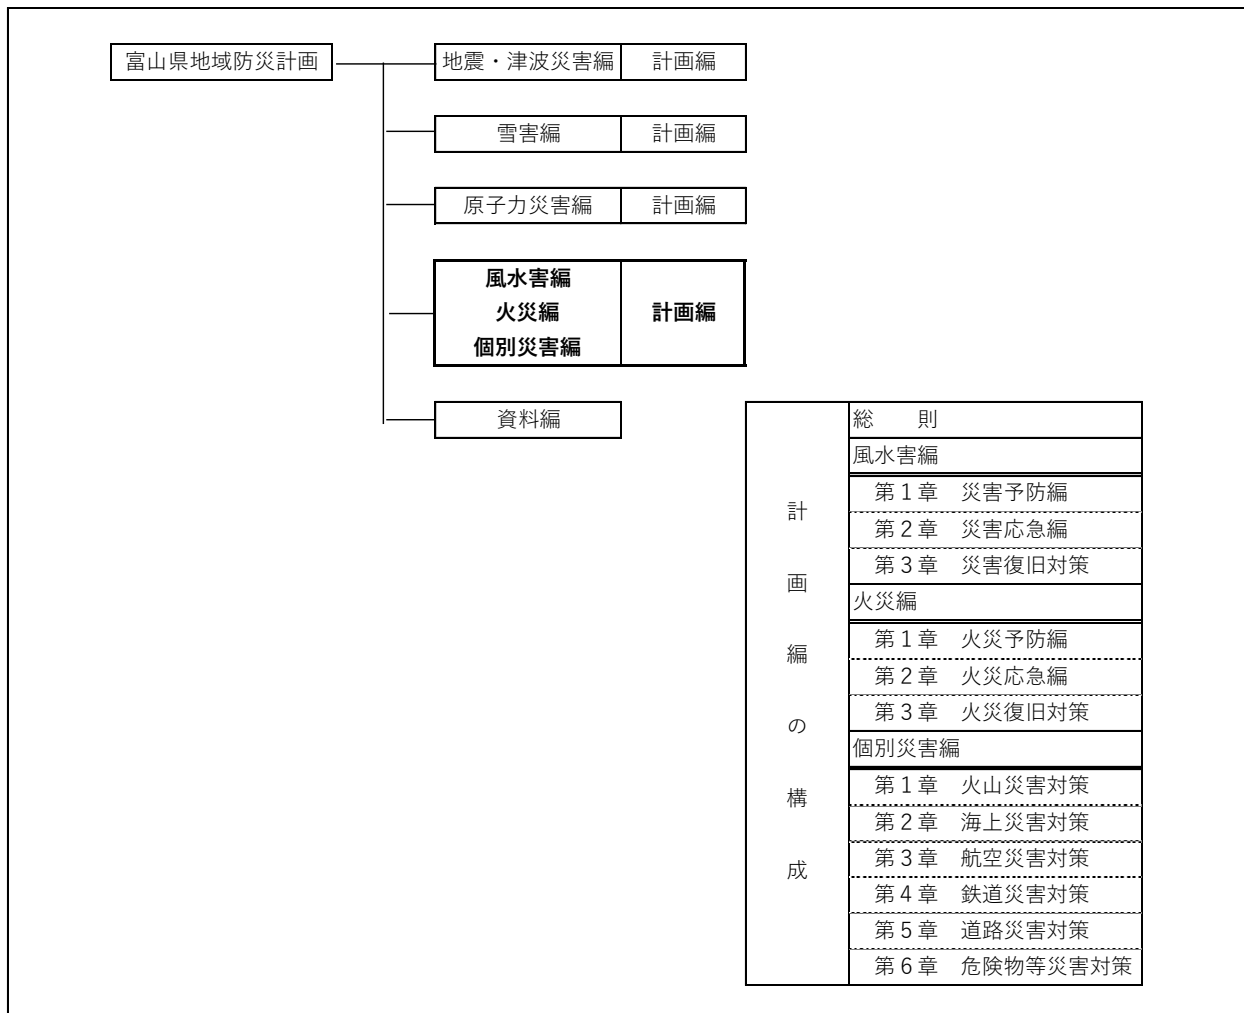 富山県地域防災計画
地震・津波災害編 計画編
雪害編 計画編
原子力災害編 計画編
風水害編
火災編 計画編
個別災害編
資料編
計画編の構成
総　　則
風水害編
第１章　災害予防編
第２章　災害応急編
第３章　災害復旧対策
火災編
第１章　火災予防編
第２章　火災応急編
第３章　火災復旧対策
個別災害編
第１章　火山災害対策
第２章　海上災害対策
第３章　航空災害対策
第４章　鉄道災害対策
第５章　道路災害対策
第６章　危険物等災害対策